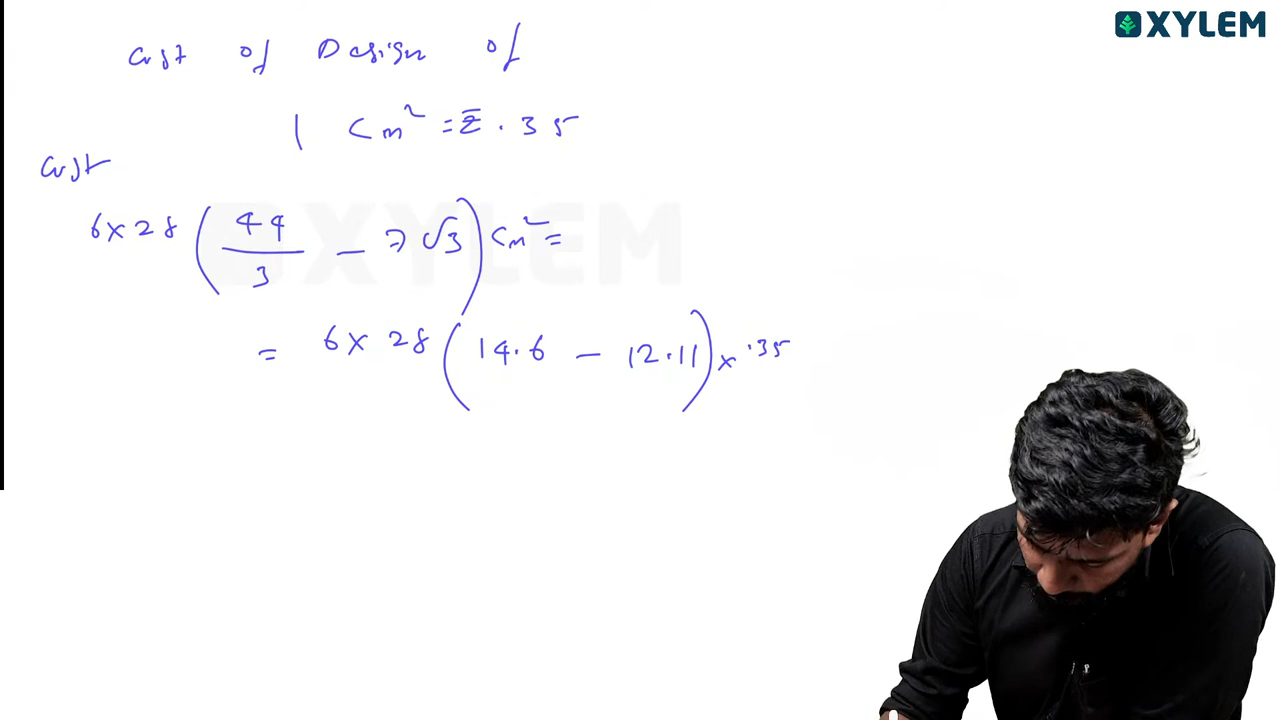 XYLEM
Cost of Design of
1 Cm² = ₹ .35
Cost
6 x 28 ( 44/3 - 7√3 ) Cm² =
= 6 x 28 ( 14.6 - 12.11 ) x .35
XYLEM